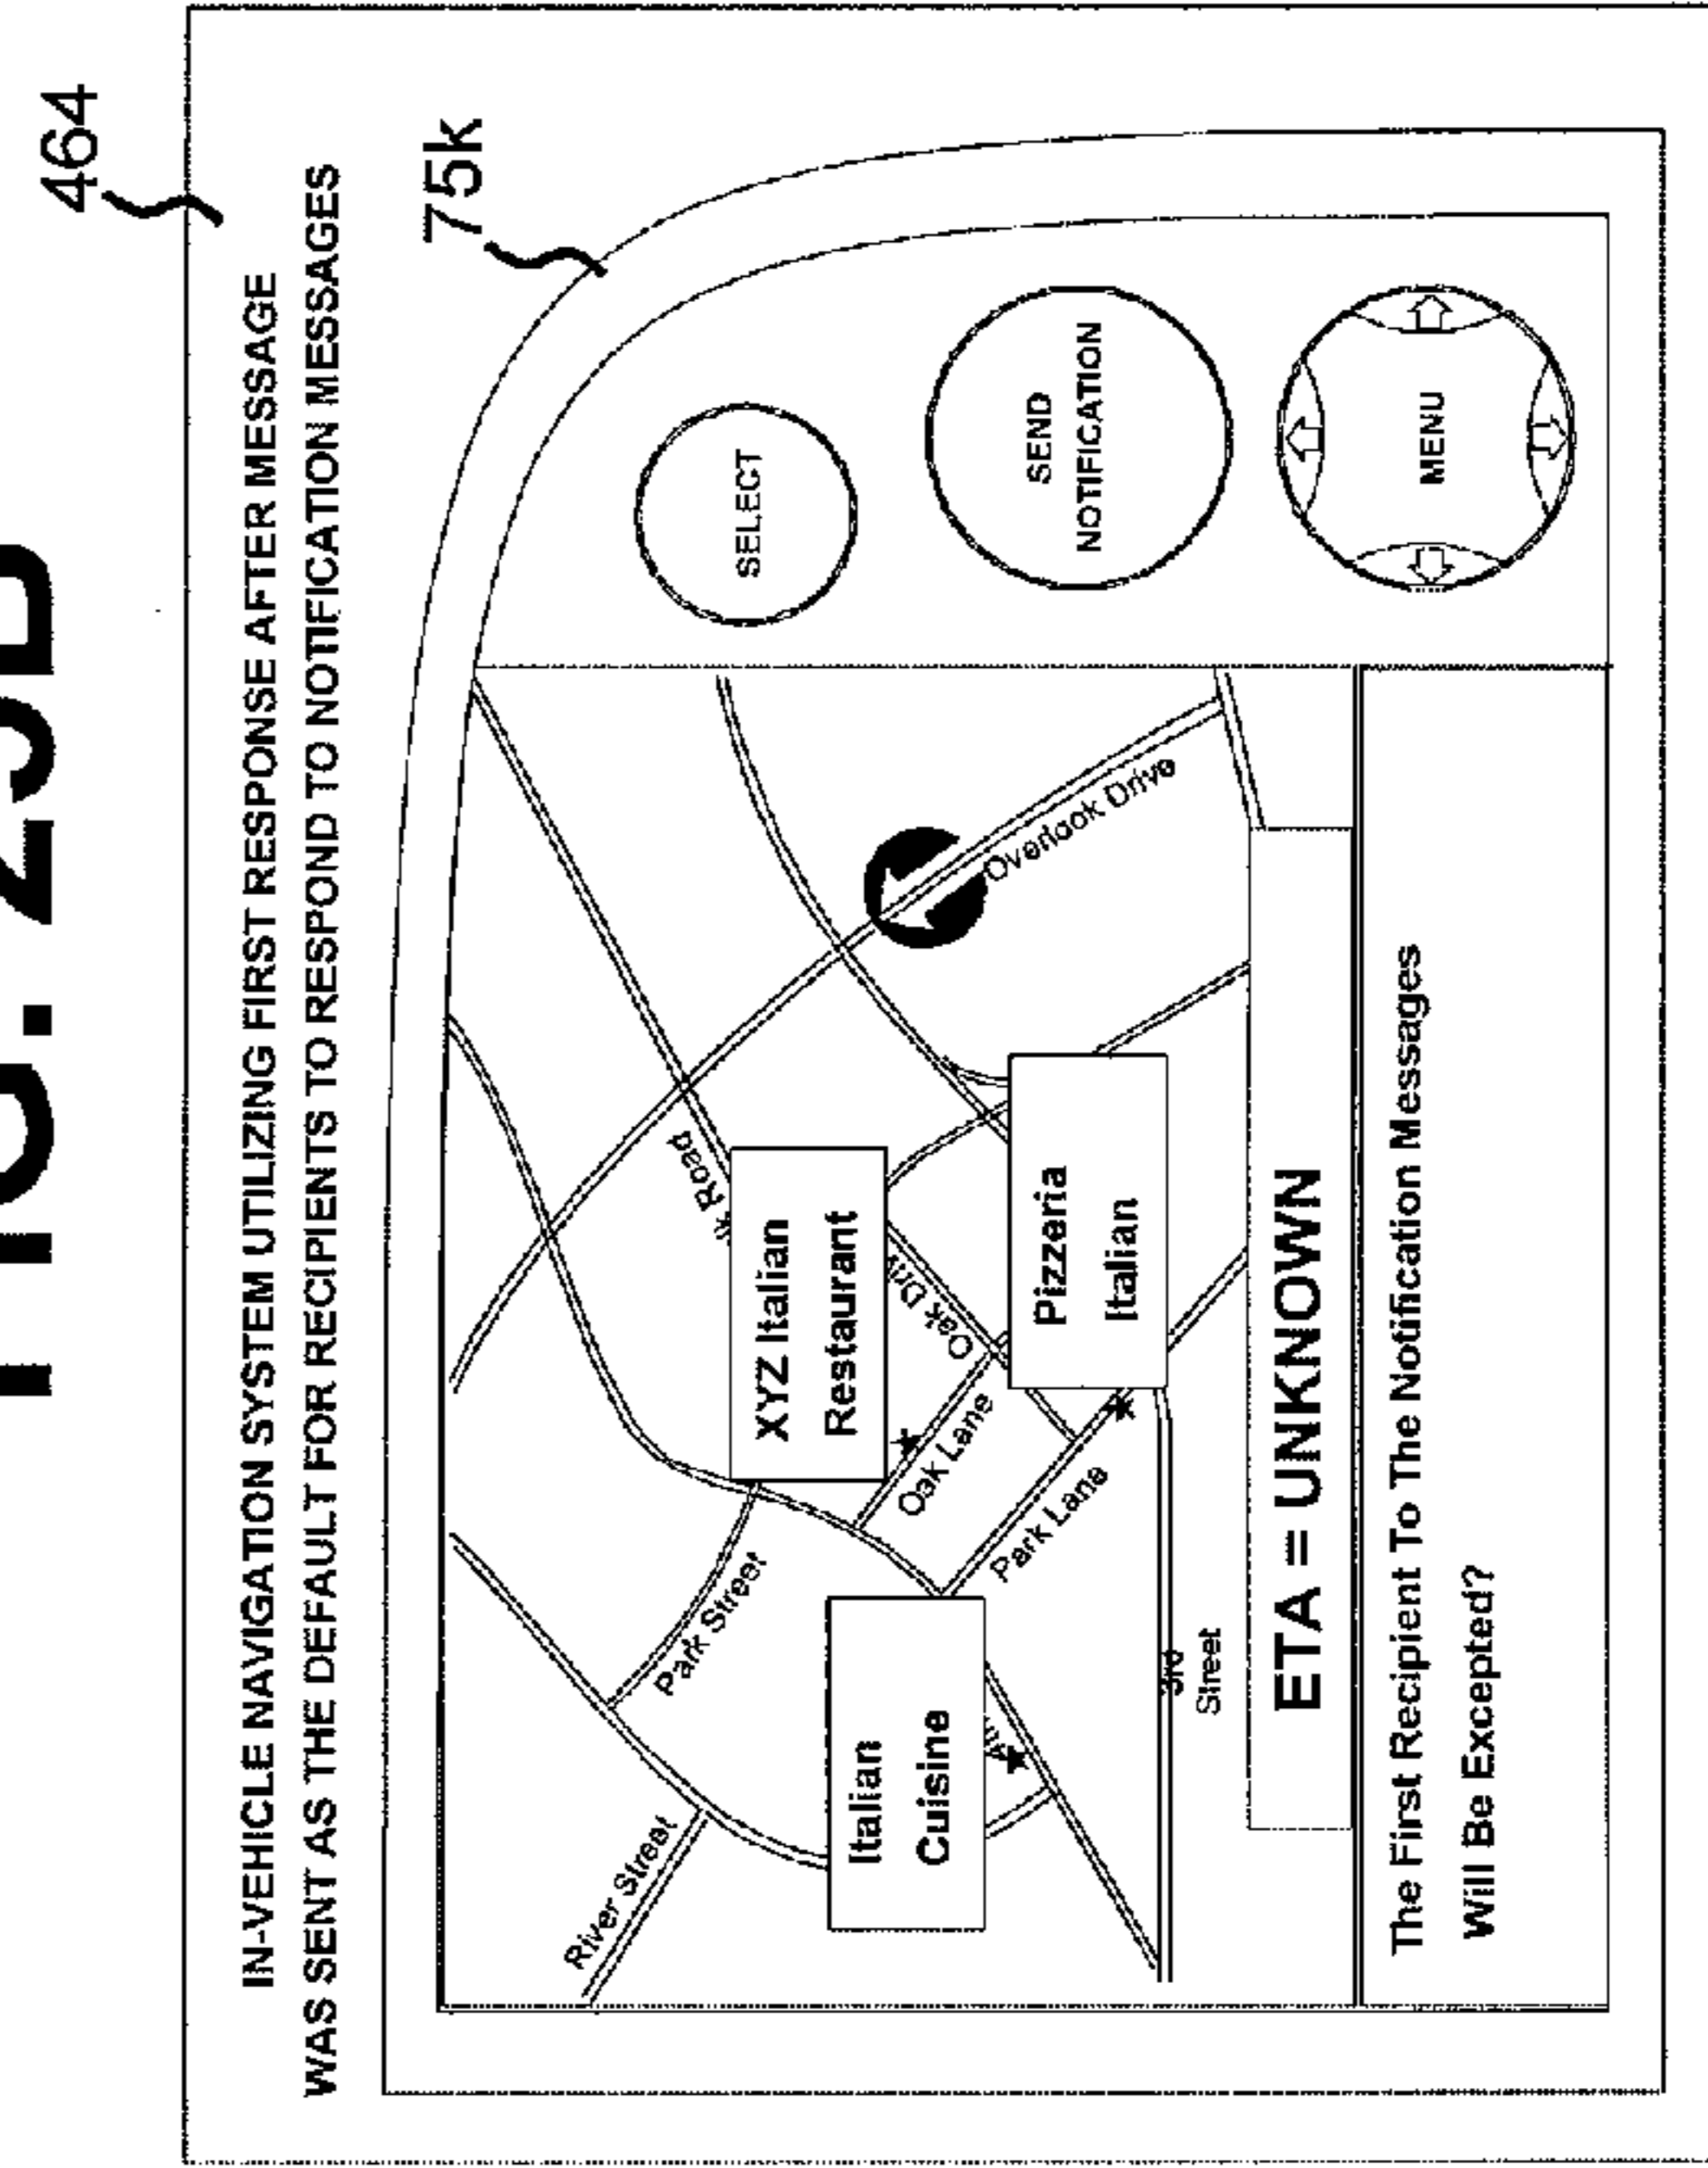 464
IN-VEHICLE NAVIGATION SYSTEM UTILIZING FIRST RESPONSE AFTER MESSAGE
WAS SENT AS THE DEFAULT FOR RECIPIENTS TO RESPOND TO NOTIFICATION MESSAGES
75k
River Street
Park Street
Road
XYZ Italian
Restaurant
Italian
Cuisine
Oak Lane
Oak Driv
Park Lane
Pizzeria
Italian
Overlook Drive
3rd
Street
ETA = UNKNOWN
The First Recipient To The Notification Messages
Will Be Excepted?
SELECT
SEND
NOTIFICATION
MENU